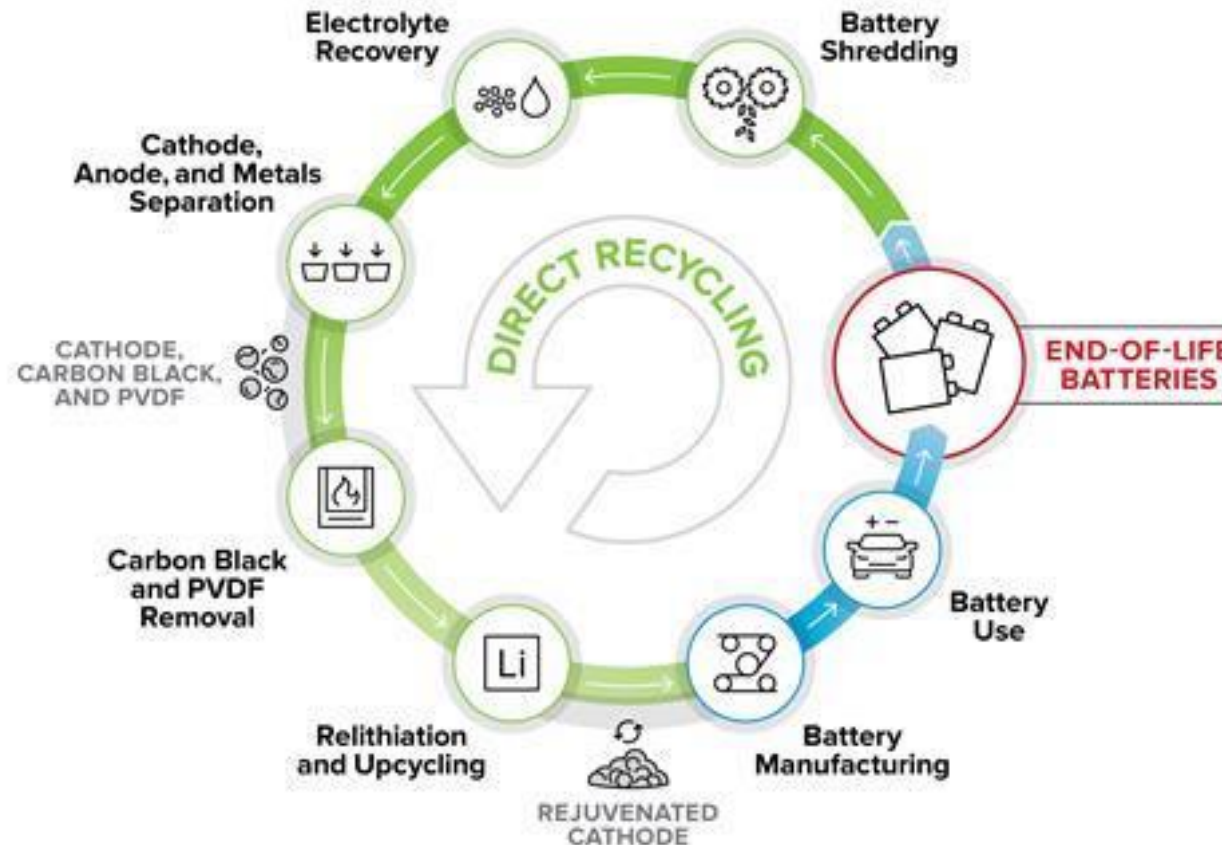 Electrolyte
Recovery
Battery
Shredding
Cathode,
Anode, and Metals
Separation
DIRECT RECYCLING
CATHODE,
CARBON BLACK,
AND PVDF
END-OF-LIFE
BATTERIES
Carbon Black
and PVDF
Removal
+ -
Battery
Use
Li
Relithiation
and Upcycling
Battery
Manufacturing
REJUVENATED
CATHODE